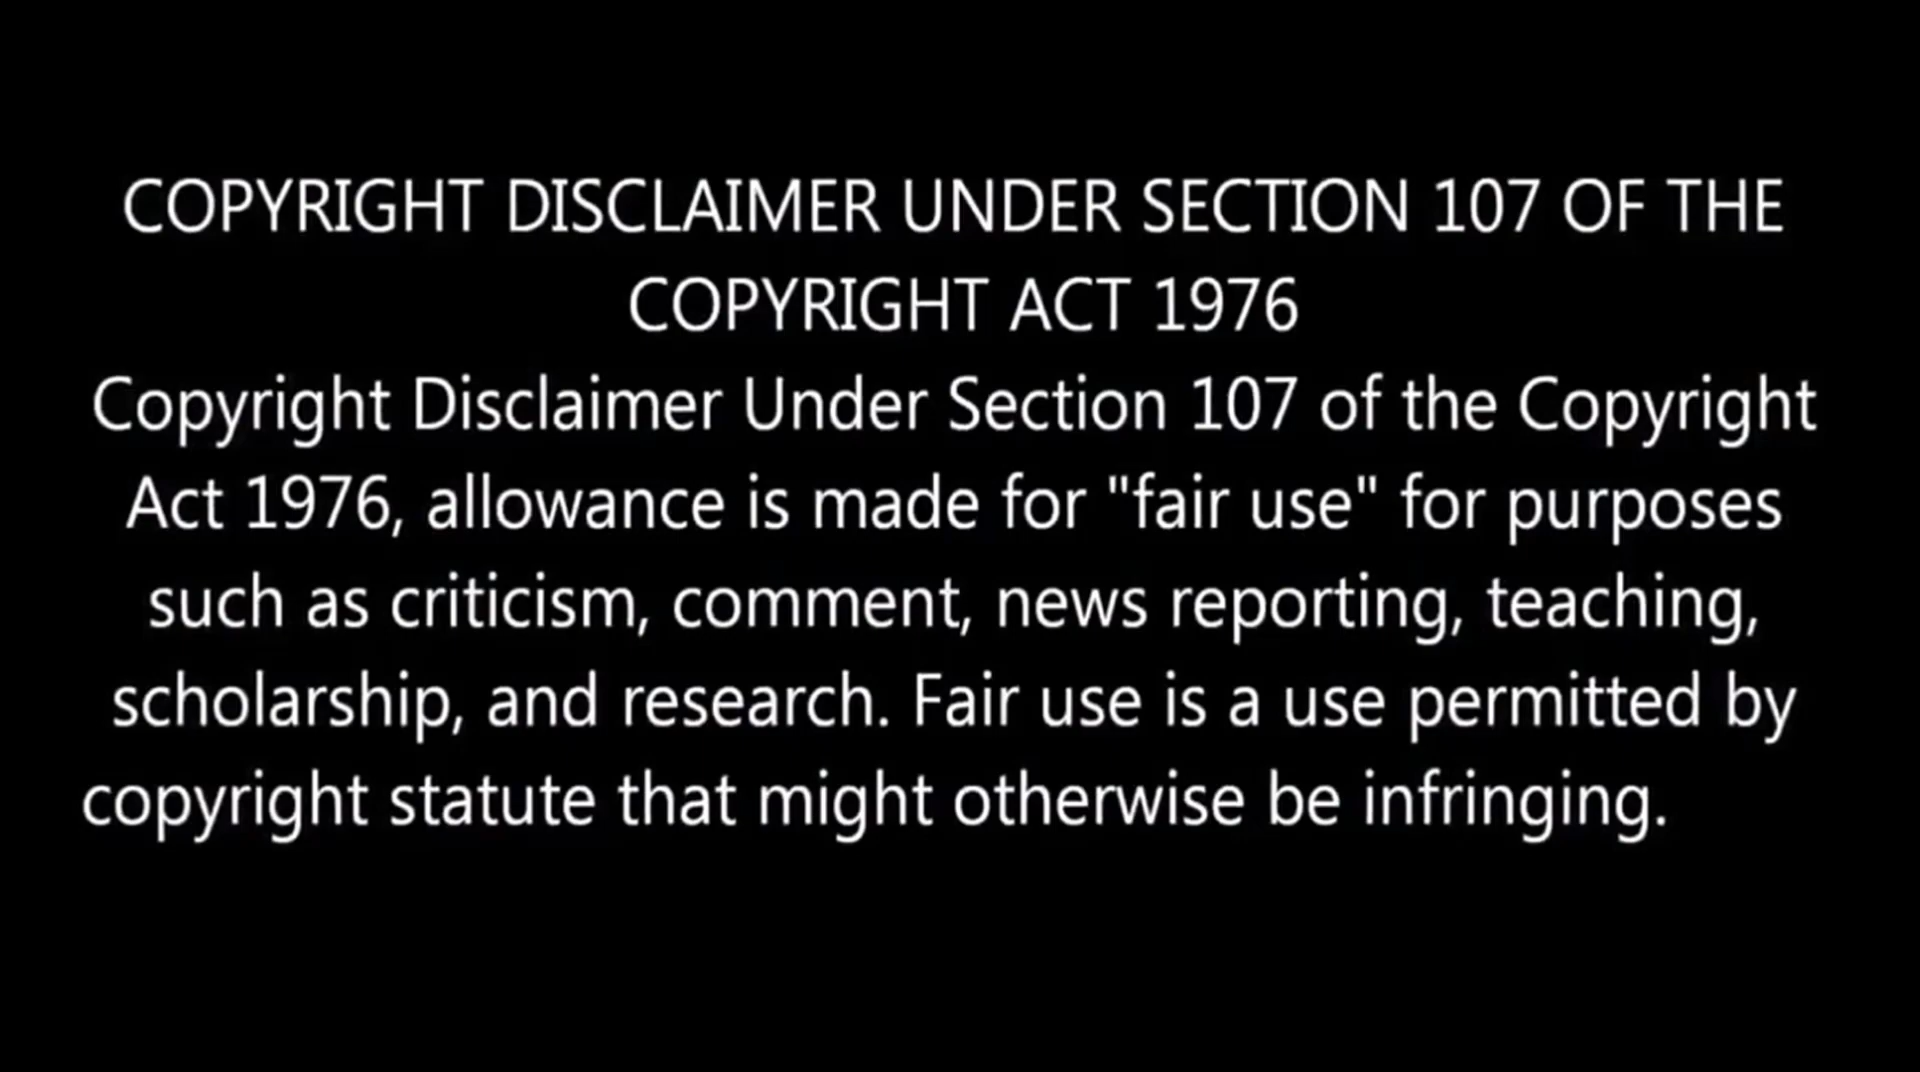 COPYRIGHT DISCLAIMER UNDER SECTION 107 OF THE
COPYRIGHT ACT 1976
Copyright Disclaimer Under Section 107 of the Copyright
Act 1976, allowance is made for "fair use" for purposes
such as criticism, comment, news reporting, teaching,
scholarship, and research. Fair use is a use permitted by
copyright statute that might otherwise be infringing.